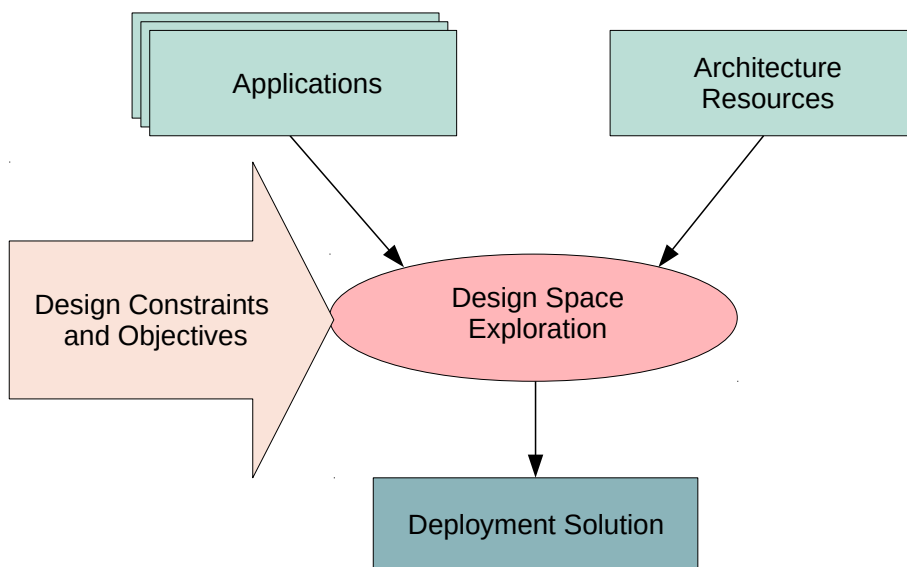 Applications
Architecture
Resources
Design Constraints
and Objectives
Design Space
Exploration
Deployment Solution